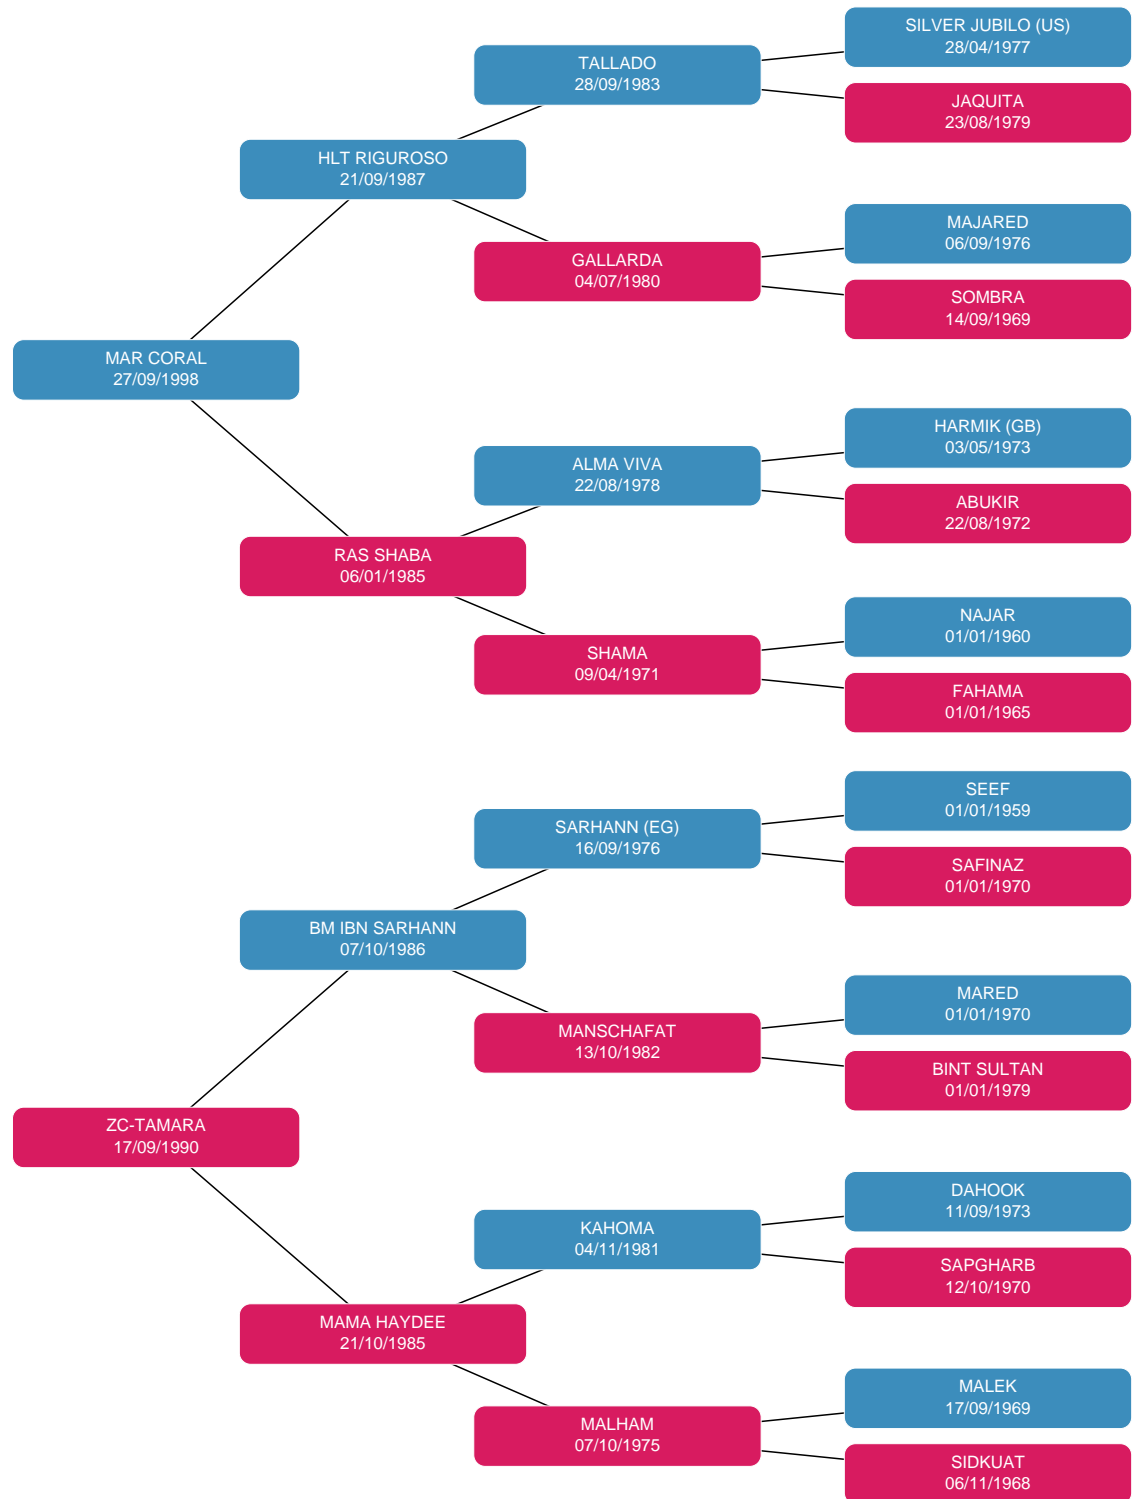 SILVER JUBILO (US)
28/04/1977
TALLADO
28/09/1983
JAQUITA
23/08/1979
HLT RIGUROSO
21/09/1987
MAJARED
06/09/1976
GALLARDA
04/07/1980
SOMBRA
14/09/1969
MAR CORAL
27/09/1998
HARMIK (GB)
03/05/1973
ALMA VIVA
22/08/1978
ABUKIR
22/08/1972
RAS SHABA
06/01/1985
NAJAR
01/01/1960
SHAMA
09/04/1971
FAHAMA
01/01/1965
SEEF
01/01/1959
SARHANN (EG)
16/09/1976
SAFINAZ
01/01/1970
BM IBN SARHANN
07/10/1986
MARED
01/01/1970
MANSCHAFAT
13/10/1982
BINT SULTAN
01/01/1979
ZC-TAMARA
17/09/1990
DAHOOK
11/09/1973
KAHOMA
04/11/1981
SAPGHARB
12/10/1970
MAMA HAYDEE
21/10/1985
MALEK
17/09/1969
MALHAM
07/10/1975
SIDKUAT
06/11/1968